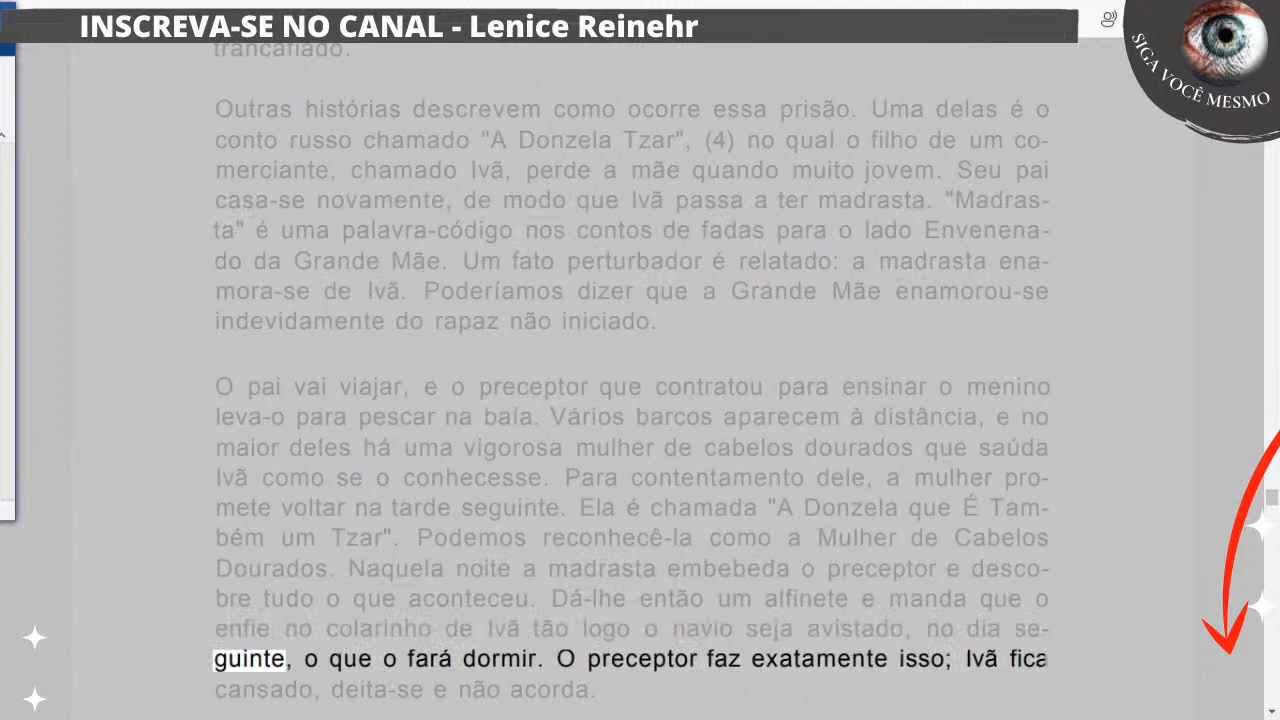 INSCREVA-SE NO CANAL - Lenice Reinehr
SIGA VOCÊ MESMO
trancafiado.
Outras histórias descrevem como ocorre essa prisão. Uma delas é o
conto russo chamado "A Donzela Tzar", (4) no qual o filho de um co-
merciante, chamado Ivã, perde a mãe quando muito jovem. Seu pai
casa-se novamente, de modo que Ivã passa a ter madrasta. "Madras-
ta" é uma palavra-código nos contos de fadas para o lado Envenena-
do da Grande Mãe. Um fato perturbador é relatado: a madrasta ena-
mora-se de Ivã. Poderíamos dizer que a Grande Mãe enamorou-se
indevidamente do rapaz não iniciado.
O pai vai viajar, e o preceptor que contratou para ensinar o menino
leva-o para pescar na baía. Vários barcos aparecem à distância, e no
maior deles há uma vigorosa mulher de cabelos dourados que saúda
Ivã como se o conhecesse. Para contentamento dele, a mulher pro-
mete voltar na tarde seguinte. Ela é chamada "A Donzela que É Tam-
bém um Tzar". Podemos reconhecê-la como a Mulher de Cabelos
Dourados. Naquela noite a madrasta embebeda o preceptor e desco-
bre tudo o que aconteceu. Dá-lhe então um alfinete e manda que o
enfie no colarinho de Ivã tão logo o navio seja avistado, no dia se-
guinte, o que o fará dormir. O preceptor faz exatamente isso; Ivã fica
cansado, deita-se e não acorda.